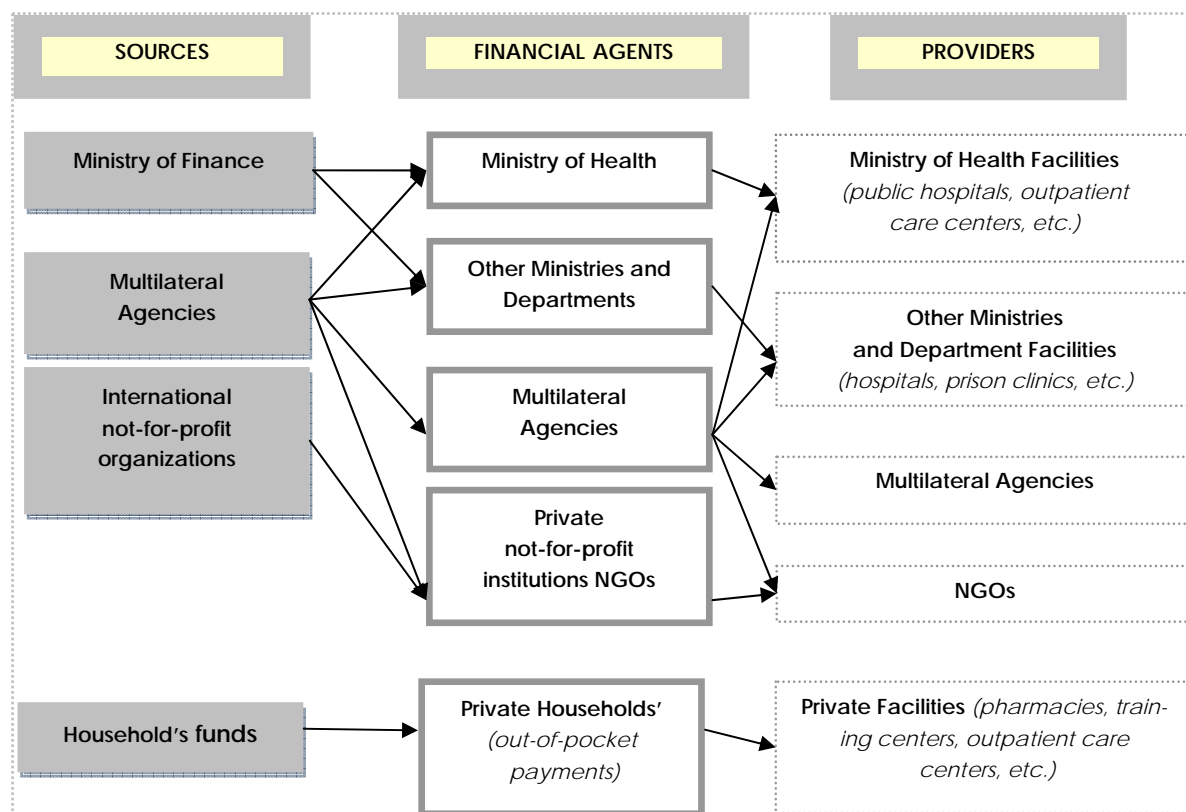 SOURCES
FINANCIAL AGENTS
PROVIDERS
Ministry of Finance
Ministry of Health
Ministry of Health Facilities
(public hospitals, outpatient
care centers, etc.)
Multilateral
Agencies
Other Ministries and
Departments
Other Ministries
and Department Facilities
(hospitals, prison clinics, etc.)
International
not-for-profit
organizations
Multilateral
Agencies
Multilateral Agencies
Private
not-for-profit
institutions NGOs
NGOs
Household's funds
Private Households’
(out-of-pocket
payments)
Private Facilities (pharmacies, train-
ing centers, outpatient care
centers, etc.)